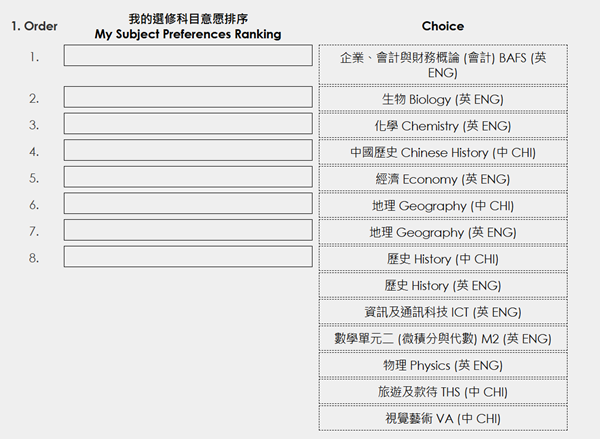 1. Order
我的選修科目意愿排序
My Subject Preferences Ranking
Choice
1.
2.
3.
4.
5.
6.
7.
8.
企業、會計與財務概論 (會計) BAFS (英
ENG)
生物 Biology (英 ENG)
化學 Chemistry (英 ENG)
中國歷史 Chinese History (中 CHI)
經濟 Economy (英 ENG)
地理 Geography (中 CHI)
地理 Geography (英 ENG)
歷史 History (中 CHI)
歷史 History (英 ENG)
資訊及通訊科技 ICT (英 ENG)
數學單元二 (微積分與代數) M2 (英 ENG)
物理 Physics (英 ENG)
旅遊及款待 THS (中 CHI)
視覺藝術 VA (中 CHI)